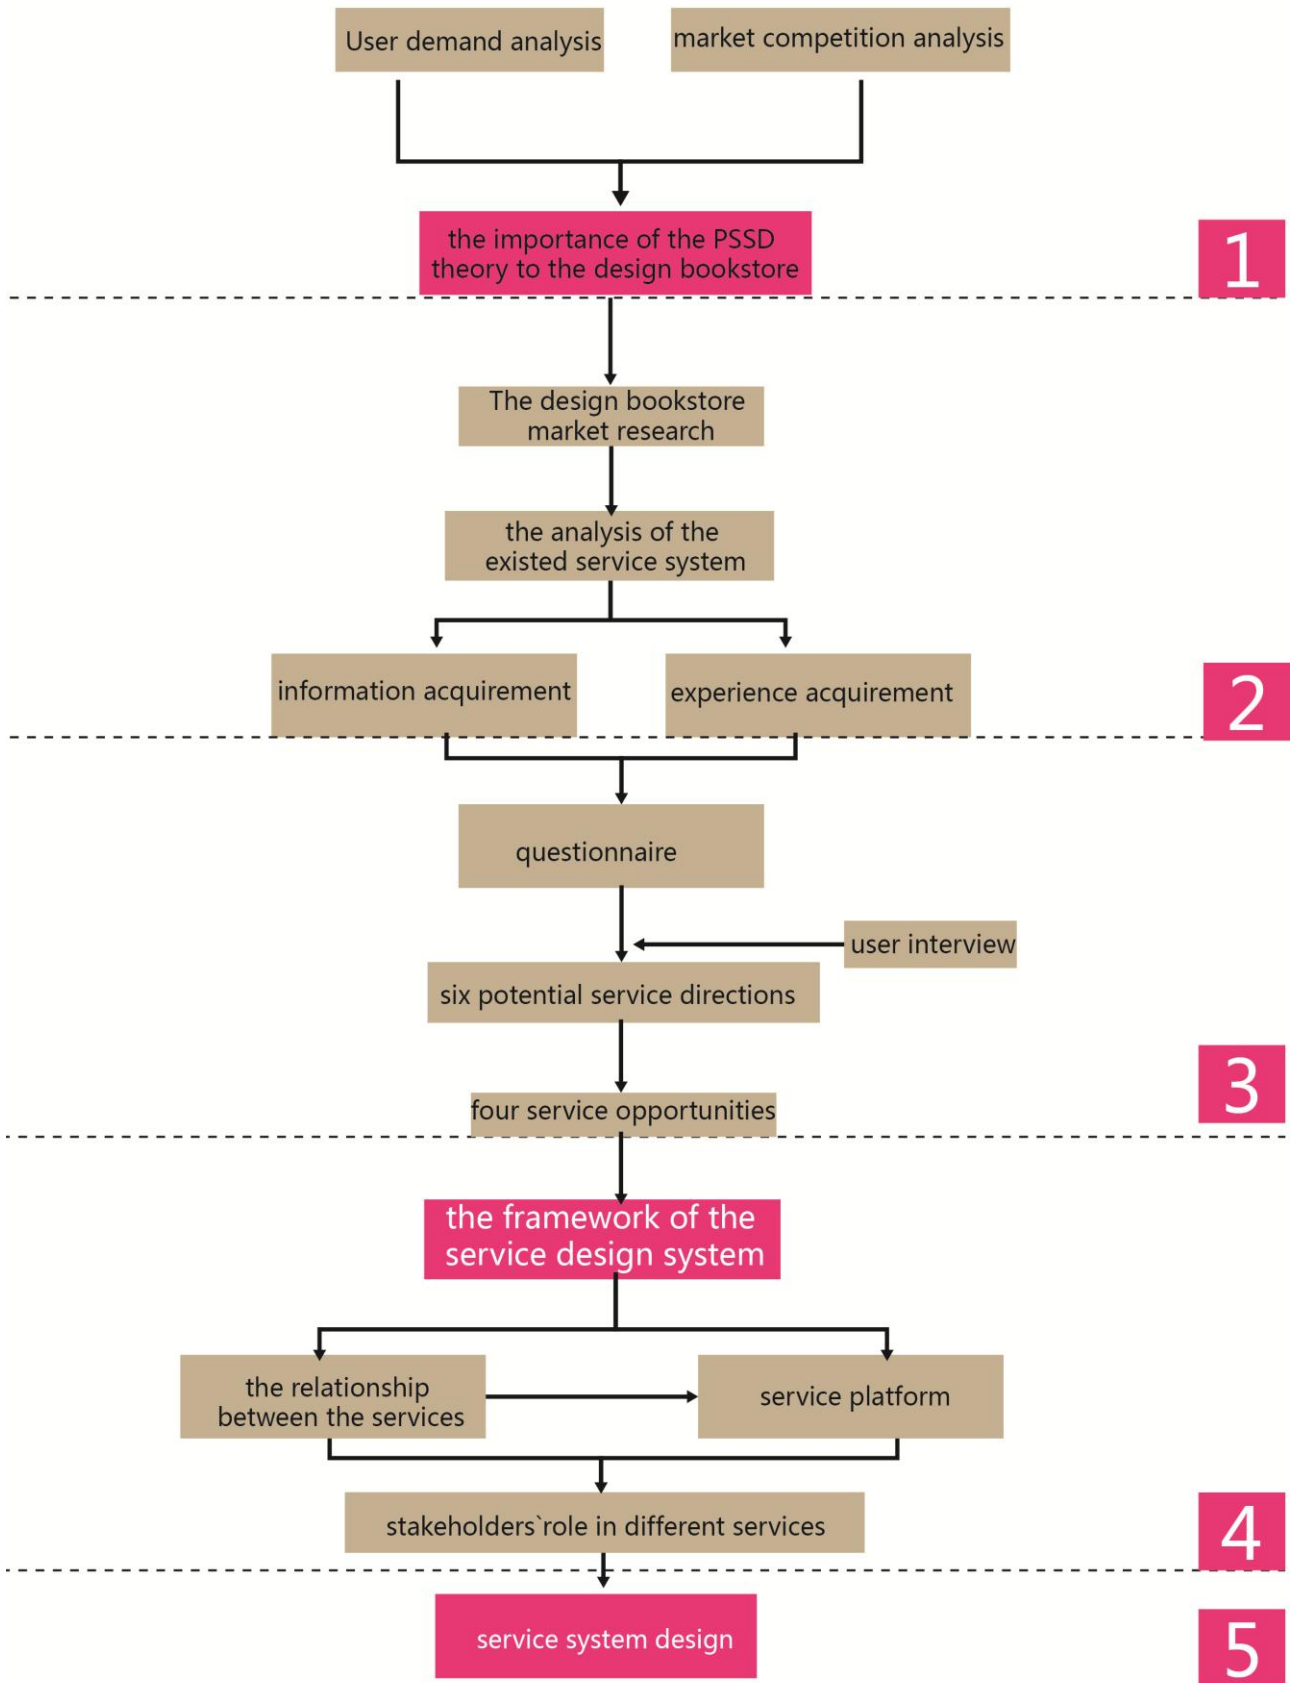 User demand analysis
market competition analysis
the importance of the PSSD
theory to the design bookstore
1
The design bookstore
market research
the analysis of the
existed service system
information acquirement
experience acquirement
2
questionnaire
user interview
six potential service directions
3
four service opportunities
the framework of the
service design system
the relationship
between the services
service platform
stakeholders`role in different services
4
service system design
5